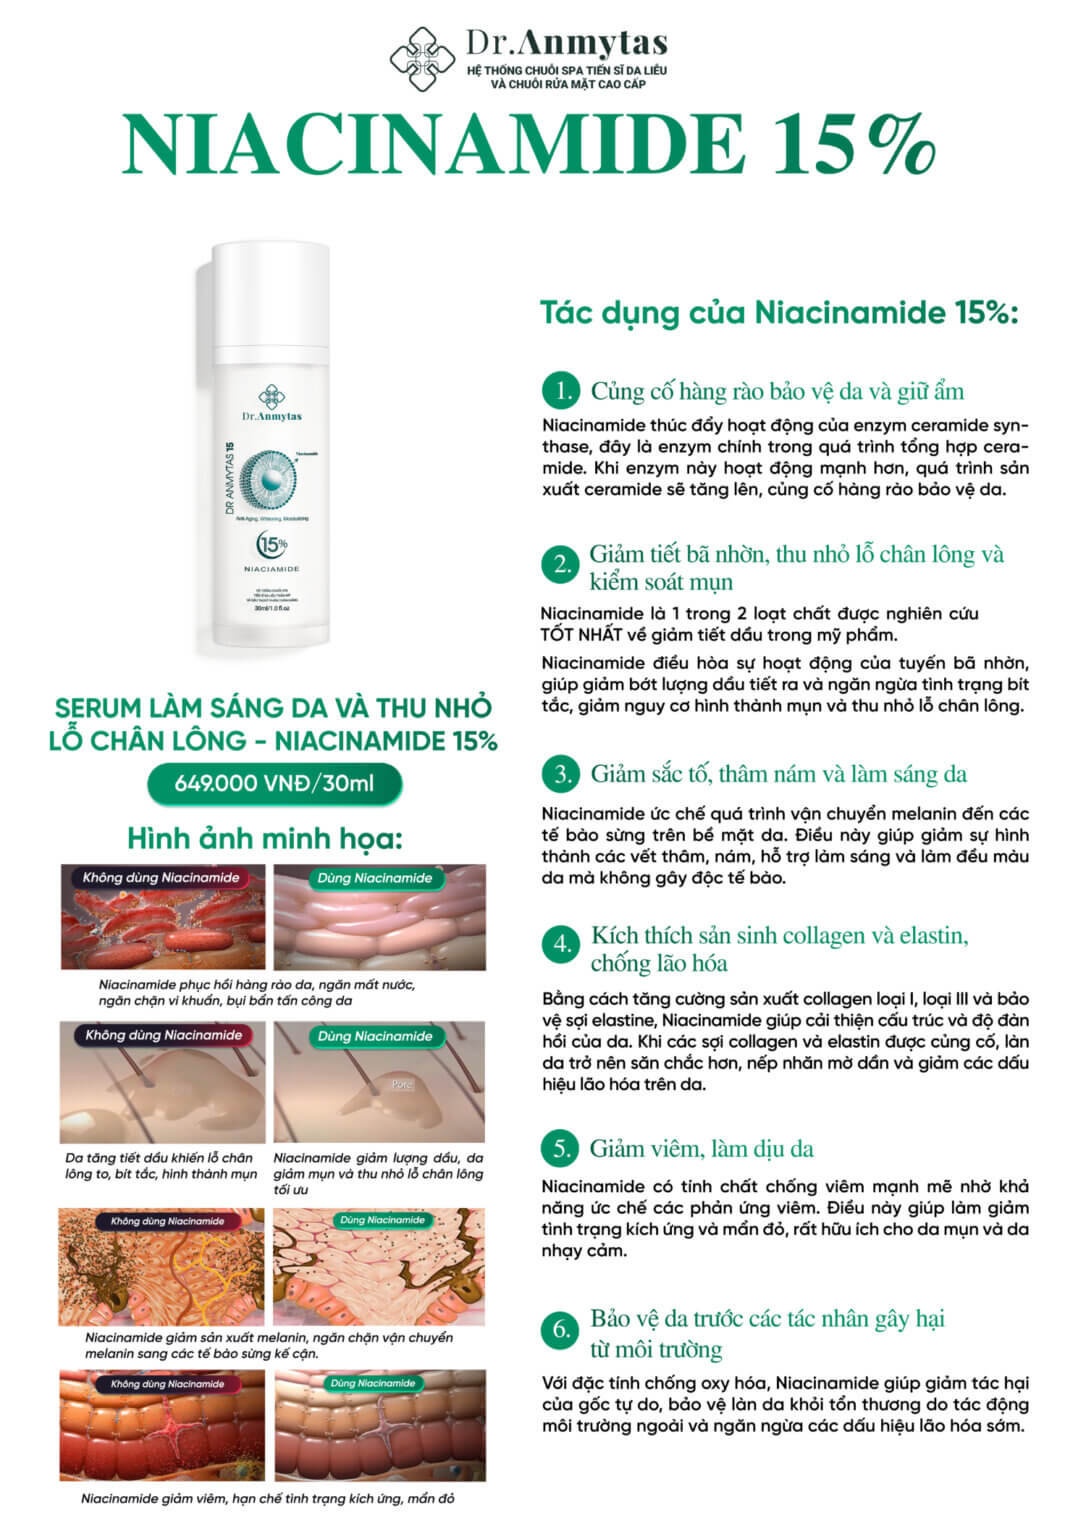 Dr.Anmytas
HỆ THỐNG CHUỖI SPA TIẾN SĨ DA LIỄU
VÀ CHUỖI RỬA MẶT CAO CẤP
NIACINAMIDE 15%
Dr.Anmytas
DR ANMYTAS 15
Anti-Aging, Whitening, Moisturizing
15%
NIACIAMIDE
30ml/1.0 fl.oz
SERUM LÀM SÁNG DA VÀ THU NHỎ
LỖ CHÂN LÔNG - NIACINAMIDE 15%
649.000 VNĐ/30ml
Hình ảnh minh họa:
Không dùng Niacinamide
Dùng Niacinamide
Niacinamide phục hồi hàng rào da, ngăn mất nước,
ngăn chặn vi khuẩn, bụi bẩn tấn công da
Không dùng Niacinamide
Dùng Niacinamide
Pore
Da tăng tiết dầu khiến lỗ chân
lông to, bít tắc, hình thành mụn
Niacinamide giảm lượng dầu, da
giảm mụn và thu nhỏ lỗ chân lông
tối ưu
Không dùng Niacinamide
Dùng Niacinamide
Niacinamide giảm sản xuất melanin, ngăn chặn vận chuyển
melanin sang các tế bào sừng kế cận.
Không dùng Niacinamide
Dùng Niacinamide
Niacinamide giảm viêm, hạn chế tình trạng kích ứng, mẩn đỏ
Tác dụng của Niacinamide 15%:
1. Củng cố hàng rào bảo vệ da và giữ ẩm
Niacinamide thúc đẩy hoạt động của enzym ceramide syn-
thase, đây là enzym chính trong quá trình tổng hợp cera-
mide. Khi enzym này hoạt động mạnh hơn, quá trình sản
xuất ceramide sẽ tăng lên, củng cố hàng rào bảo vệ da.
2. Giảm tiết bã nhờn, thu nhỏ lỗ chân lông và
kiểm soát mụn
Niacinamide là 1 trong 2 loạt chất được nghiên cứu
TỐT NHẤT về giảm tiết dầu trong mỹ phẩm.
Niacinamide điều hòa sự hoạt động của tuyến bã nhờn,
giúp giảm bớt lượng dầu tiết ra và ngăn ngừa tình trạng bít
tắc, giảm nguy cơ hình thành mụn và thu nhỏ lỗ chân lông.
3. Giảm sắc tố, thâm nám và làm sáng da
Niacinamide ức chế quá trình vận chuyển melanin đến các
tế bào sừng trên bề mặt da. Điều này giúp giảm sự hình
thành các vết thâm, nám, hỗ trợ làm sáng và làm đều màu
da mà không gây độc tế bào.
4. Kích thích sản sinh collagen và elastin,
chống lão hóa
Bằng cách tăng cường sản xuất collagen loại I, loại III và bảo
vệ sợi elastine, Niacinamide giúp cải thiện cấu trúc và độ đàn
hồi của da. Khi các sợi collagen và elastin được củng cố, làn
da trở nên săn chắc hơn, nếp nhăn mờ dần và giảm các dấu
hiệu lão hóa trên da.
5. Giảm viêm, làm dịu da
Niacinamide có tính chất chống viêm mạnh mẽ nhờ khả
năng ức chế các phản ứng viêm. Điều này giúp làm giảm
tình trạng kích ứng và mẩn đỏ, rất hữu ích cho da mụn và da
nhạy cảm.
6. Bảo vệ da trước các tác nhân gây hại
từ môi trường
Với đặc tính chống oxy hóa, Niacinamide giúp giảm tác hại
của gốc tự do, bảo vệ làn da khỏi tổn thương do tác động
môi trường ngoài và ngăn ngừa các dấu hiệu lão hóa sớm.